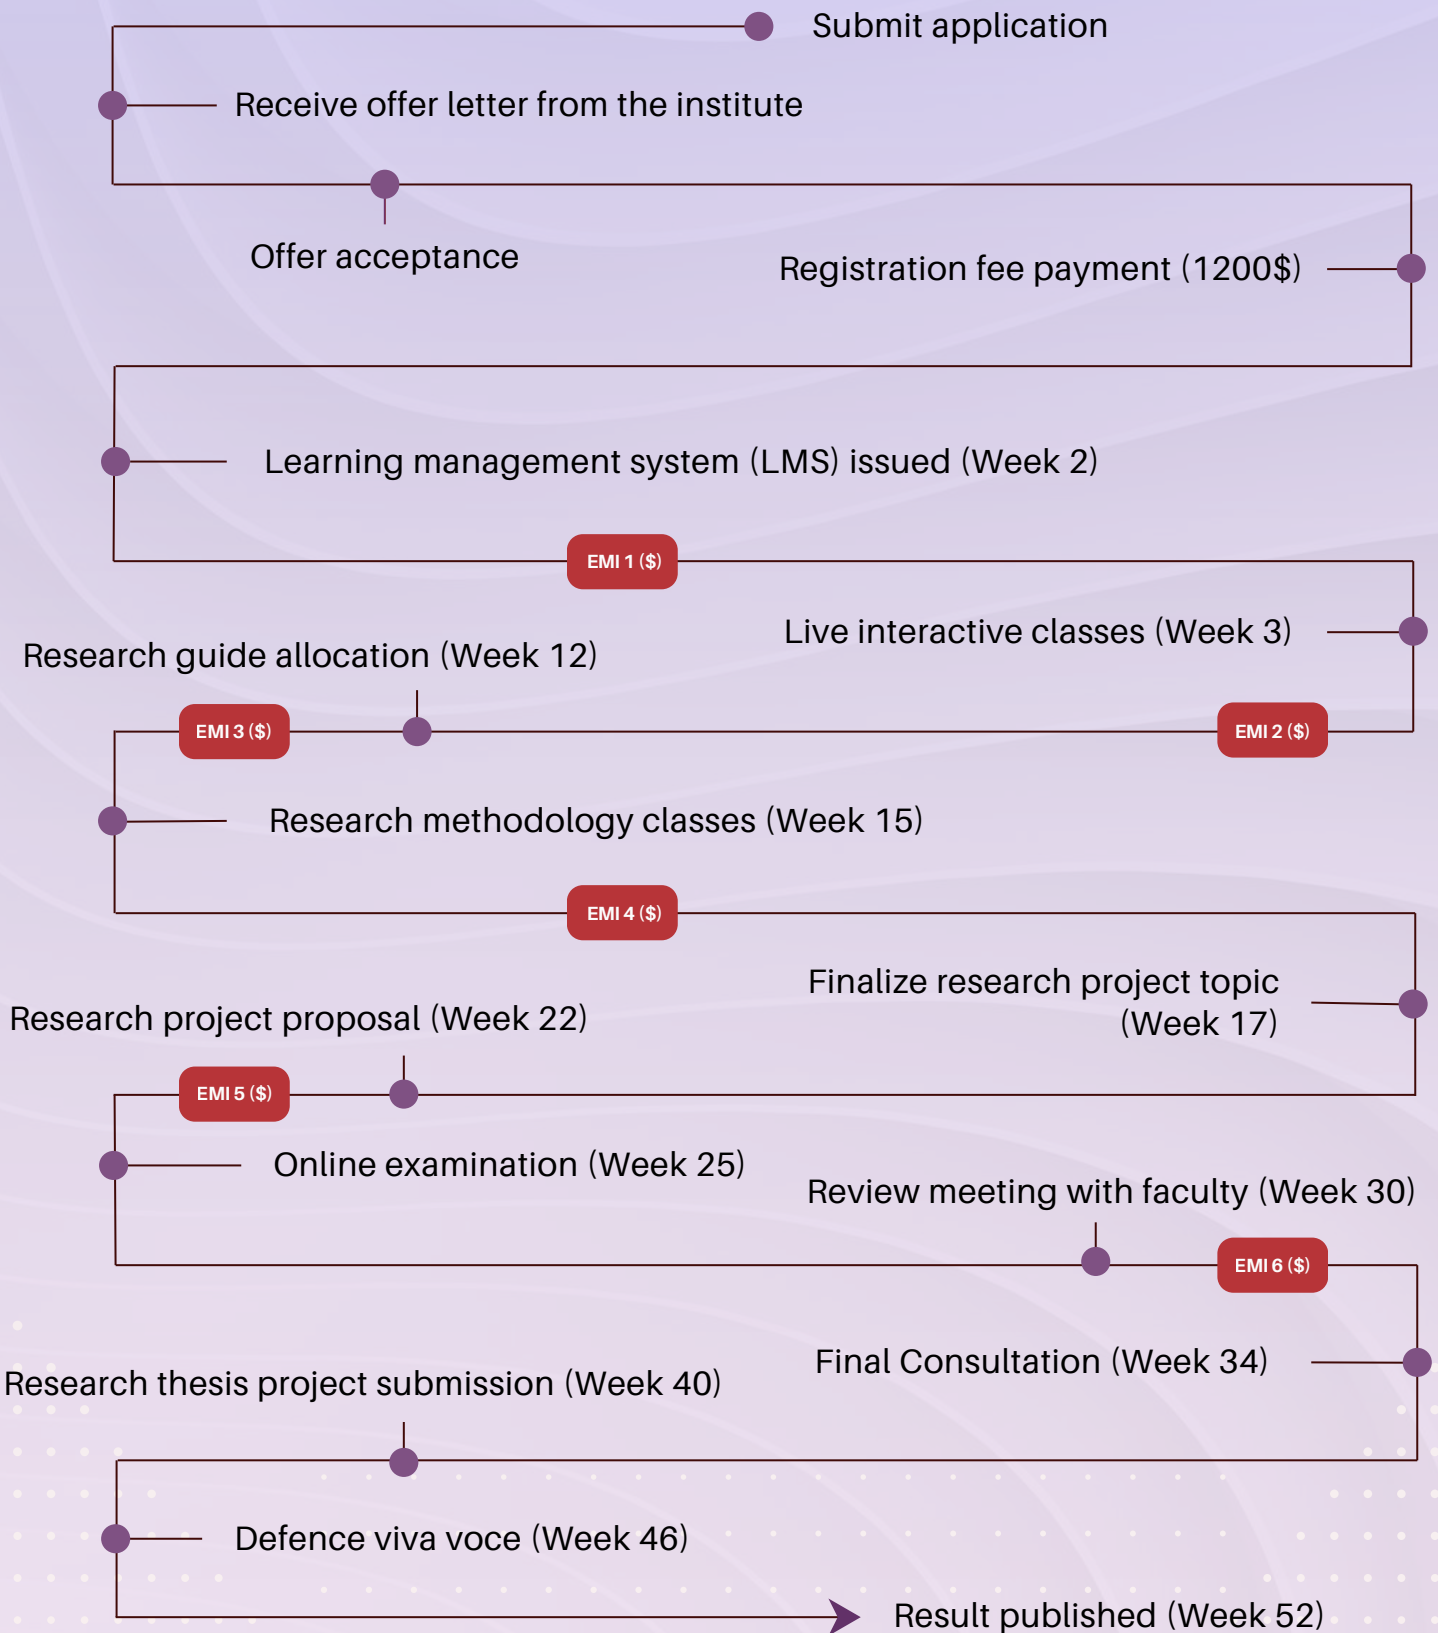 Submit application
Receive offer letter from the institute
Offer acceptance
Registration fee payment (1200$)
Learning management system (LMS) issued (Week 2)
EMI 1 ($)
Live interactive classes (Week 3)
EMI 2 ($)
Research guide allocation (Week 12)
EMI 3 ($)
Research methodology classes (Week 15)
EMI 4 ($)
Finalize research project topic
(Week 17)
Research project proposal (Week 22)
EMI 5 ($)
Online examination (Week 25)
Review meeting with faculty (Week 30)
EMI 6 ($)
Final Consultation (Week 34)
Research thesis project submission (Week 40)
Defence viva voce (Week 46)
Result published (Week 52)